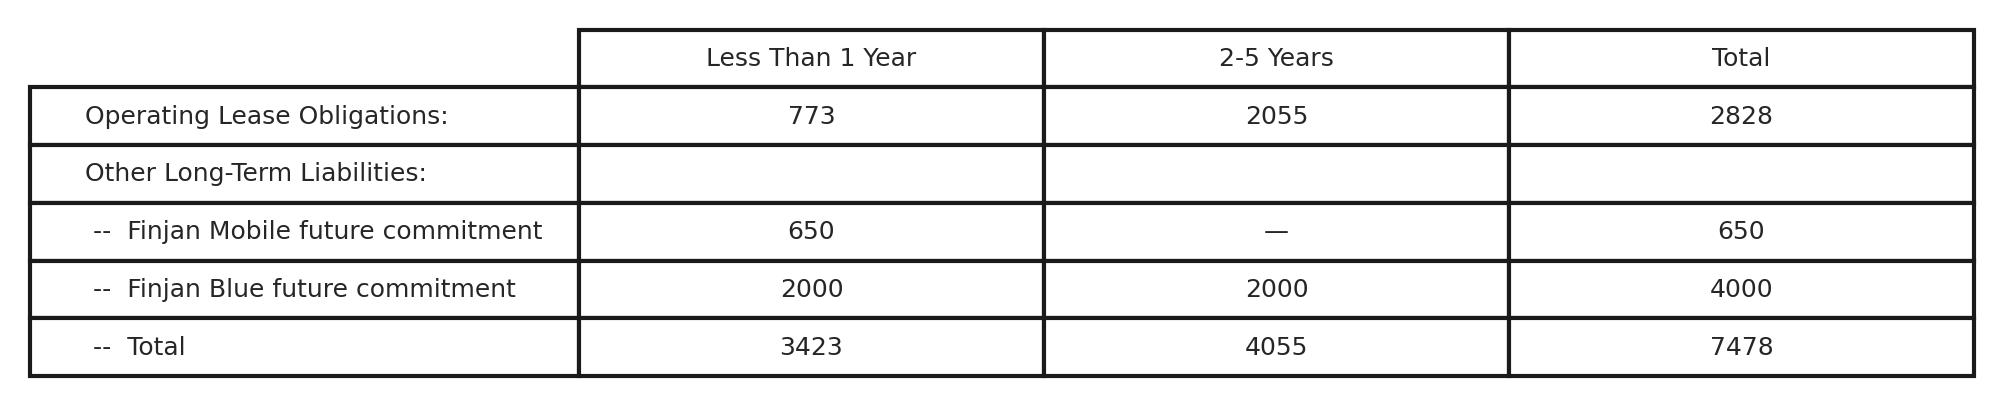 Less Than 1 Year 2-5 Years Total
Operating Lease Obligations: 773 2055 2828
Other Long-Term Liabilities:
-- Finjan Mobile future commitment 650 — 650
-- Finjan Blue future commitment 2000 2000 4000
-- Total 3423 4055 7478